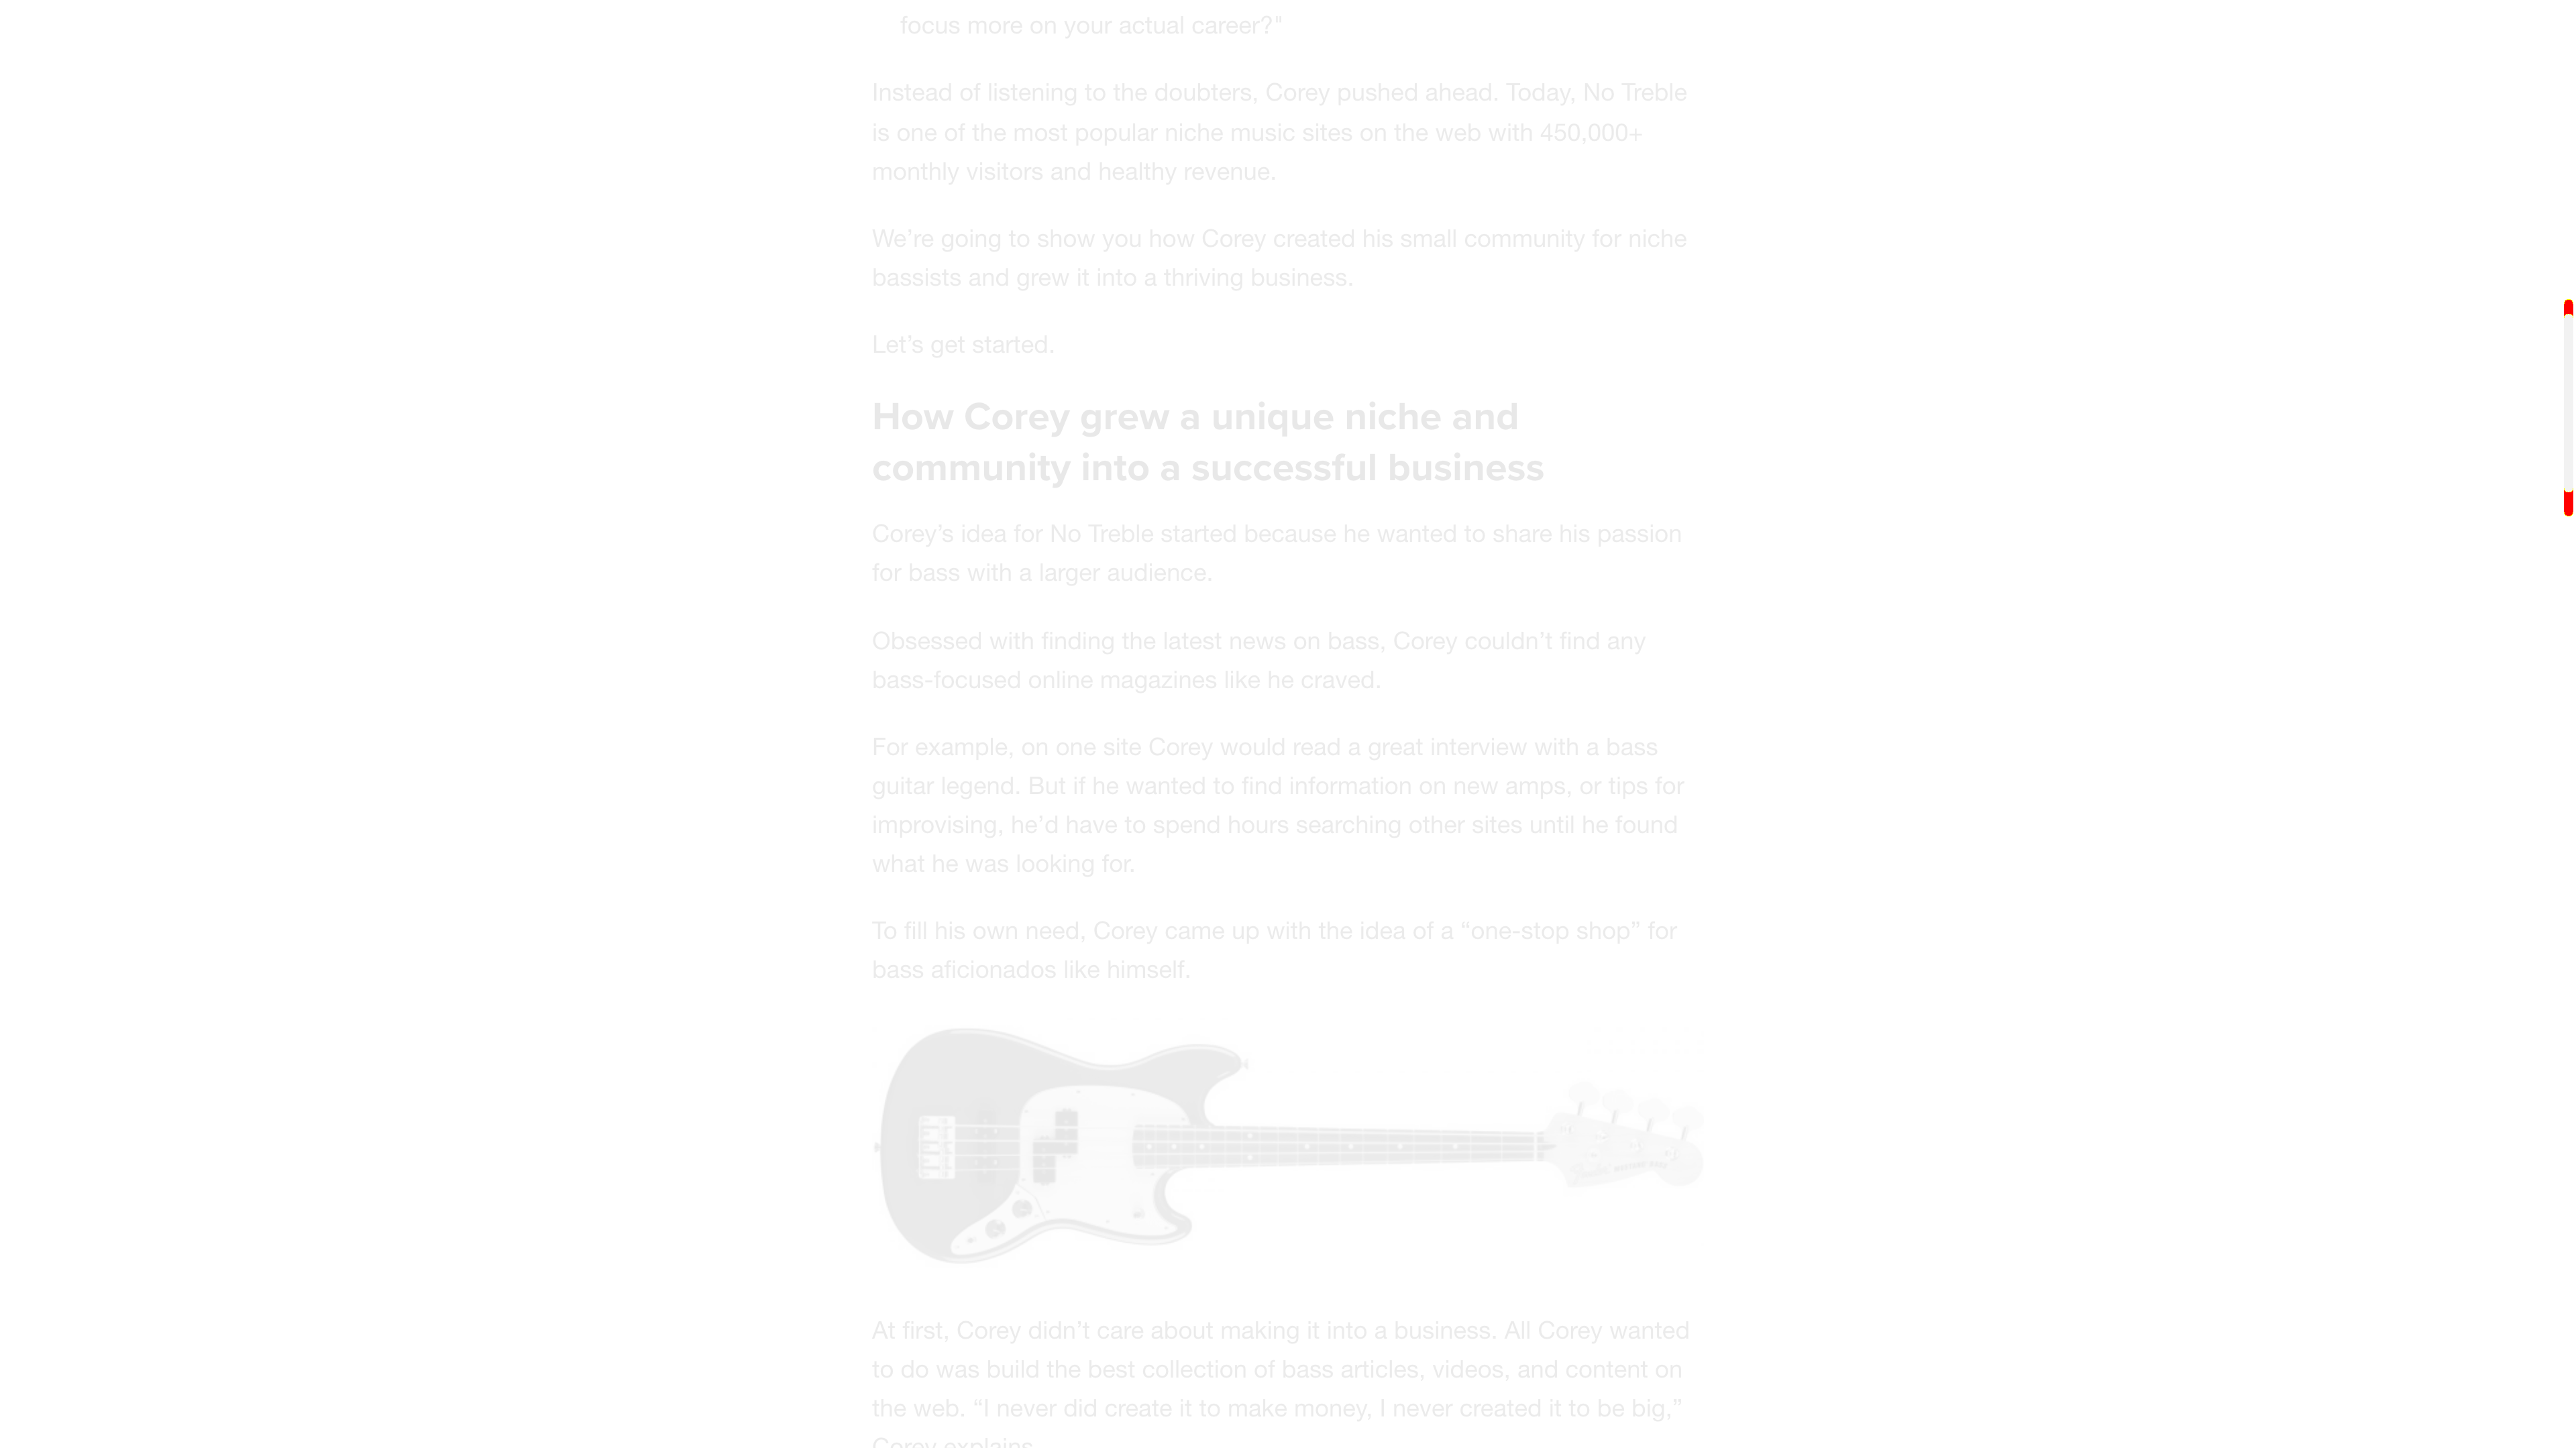 focus more on your actual career?"
Instead of listening to the doubters, Corey pushed ahead. Today, No Treble
is one of the most popular niche music sites on the web with 450,000+
monthly visitors and healthy revenue.
We’re going to show you how Corey created his small community for niche
bassists and grew it into a thriving business.
Let’s get started.
How Corey grew a unique niche and
community into a successful business
Corey’s idea for No Treble started because he wanted to share his passion
for bass with a larger audience.
Obsessed with finding the latest news on bass, Corey couldn’t find any
bass-focused online magazines like he craved.
For example, on one site Corey would read a great interview with a bass
guitar legend. But if he wanted to find information on new amps, or tips for
improvising, he’d have to spend hours searching other sites until he found
what he was looking for.
To fill his own need, Corey came up with the idea of a “one-stop shop” for
bass aficionados like himself.
At first, Corey didn’t care about making it into a business. All Corey wanted
to do was build the best collection of bass articles, videos, and content on
the web. “I never did create it to make money, I never created it to be big,”
Corey explains.